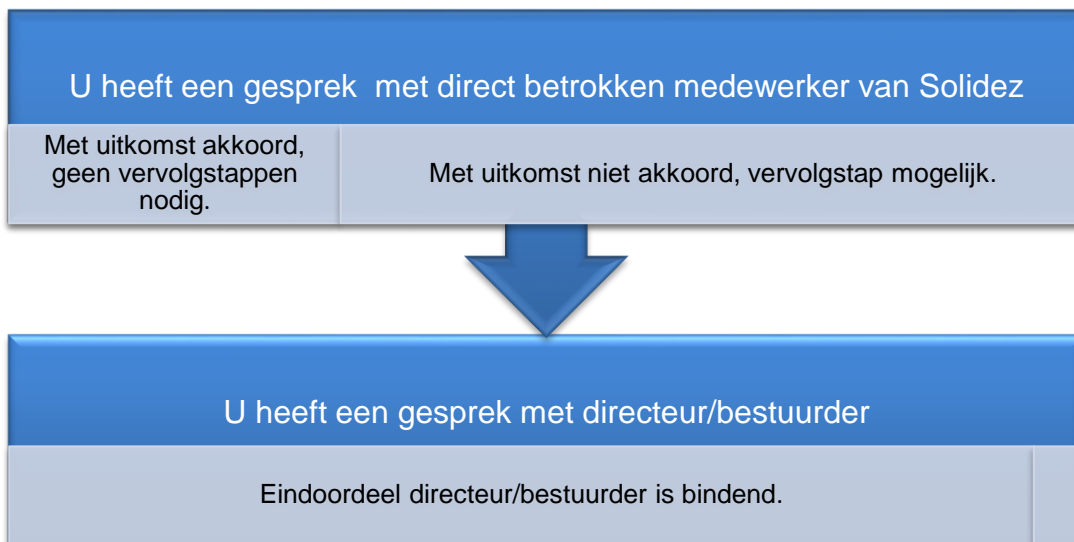 U heeft een gesprek  met direct betrokken medewerker van Solidez
Met uitkomst akkoord,
geen vervolgstappen
nodig.
Met uitkomst niet akkoord, vervolgstap mogelijk.
U heeft een gesprek met directeur/bestuurder
Eindoordeel directeur/bestuurder is bindend.